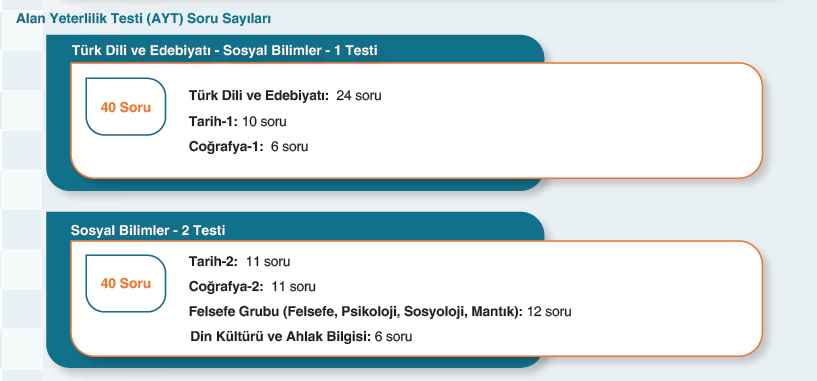 Alan Yeterlilik Testi (AYT) Soru Sayıları
Türk Dili ve Edebiyatı - Sosyal Bilimler - 1 Testi
40 Soru
Türk Dili ve Edebiyatı: 24 soru
Tarih-1: 10 soru
Coğrafya-1: 6 soru
Sosyal Bilimler - 2 Testi
40 Soru
Tarih-2: 11 soru
Coğrafya-2: 11 soru
Felsefe Grubu (Felsefe, Psikoloji, Sosyoloji, Mantık): 12 soru
Din Kültürü ve Ahlak Bilgisi: 6 soru